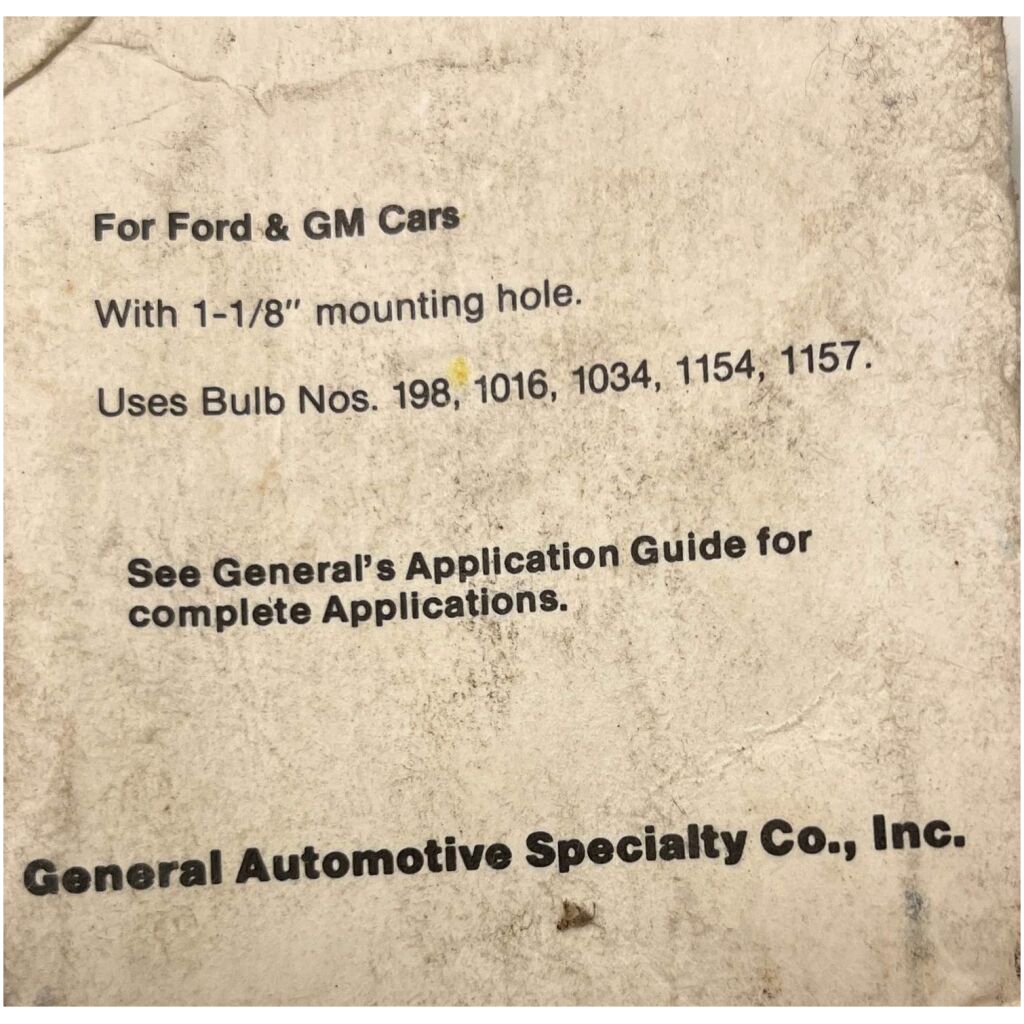 For Ford & GM Cars
With 1-1/8" mounting hole.
Uses Bulb Nos. 198, 1016, 1034, 1154, 1157.
See General's Application Guide for
complete Applications.
General Automotive Specialty Co., Inc.